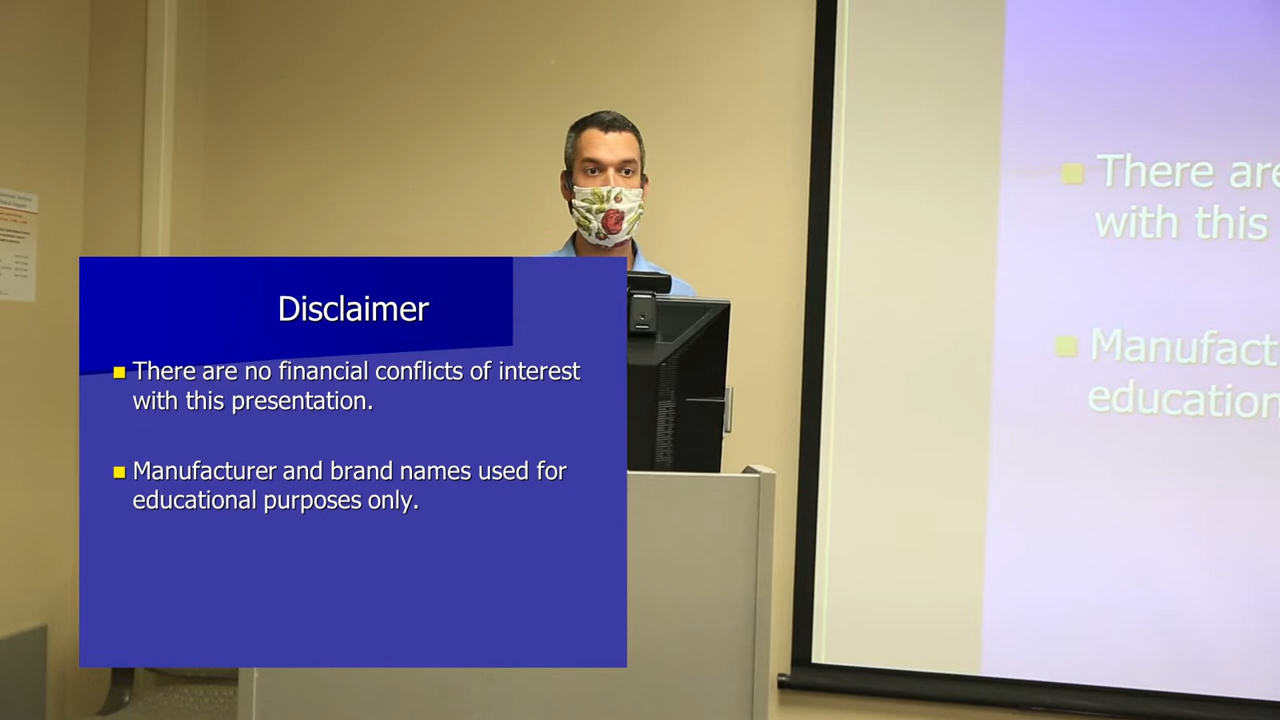 Disclaimer
There are no financial conflicts of interest
with this presentation.
Manufacturer and brand names used for
educational purposes only.
There are
with this
Manufact
education